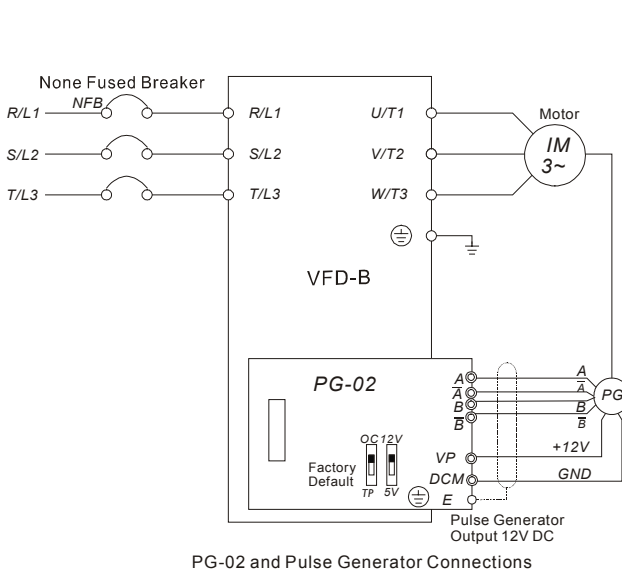 None Fused Breaker
R/L1 NFB R/L1 U/T1 Motor
S/L2 S/L2 V/T2 IM
3~
T/L3 T/L3 W/T3
VFD-B
PG-02
A A
A̅ A̅
B B
B̅ B̅
PG
OC 12V
VP +12V
Factory
Default
DCM GND
TP 5V
E
Pulse Generator
Output 12V DC
PG-02 and Pulse Generator Connections